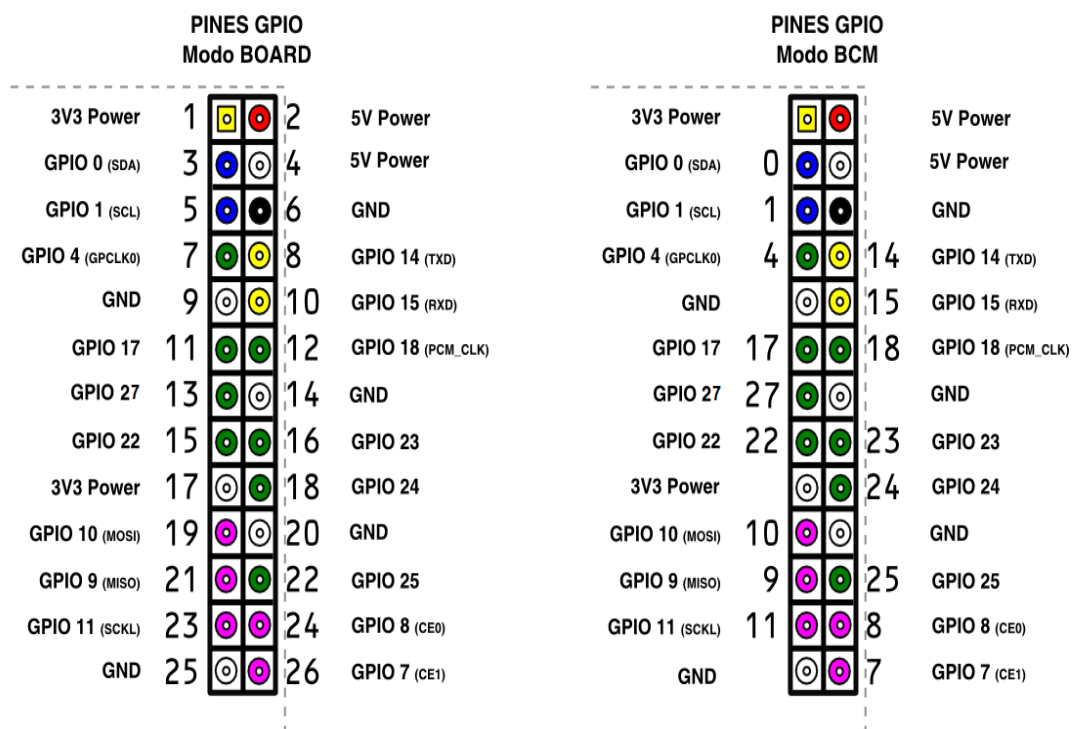 PINES GPIO
Modo BOARD
3V3 Power 1 2 5V Power
GPIO 0 (SDA) 3 4 5V Power
GPIO 1 (SCL) 5 6 GND
GPIO 4 (GPCLK0) 7 8 GPIO 14 (TXD)
GND 9 10 GPIO 15 (RXD)
GPIO 17 11 12 GPIO 18 (PCM_CLK)
GPIO 27 13 14 GND
GPIO 22 15 16 GPIO 23
3V3 Power 17 18 GPIO 24
GPIO 10 (MOSI) 19 20 GND
GPIO 9 (MISO) 21 22 GPIO 25
GPIO 11 (SCKL) 23 24 GPIO 8 (CE0)
GND 25 26 GPIO 7 (CE1)
PINES GPIO
Modo BCM
3V3 Power 5V Power
GPIO 0 (SDA) 0 5V Power
GPIO 1 (SCL) 1 GND
GPIO 4 (GPCLK0) 4 14 GPIO 14 (TXD)
GND 15 GPIO 15 (RXD)
GPIO 17 17 18 GPIO 18 (PCM_CLK)
GPIO 27 27 GND
GPIO 22 22 23 GPIO 23
3V3 Power 24 GPIO 24
GPIO 10 (MOSI) 10 GND
GPIO 9 (MISO) 9 25 GPIO 25
GPIO 11 (SCKL) 11 8 GPIO 8 (CE0)
GND 7 GPIO 7 (CE1)